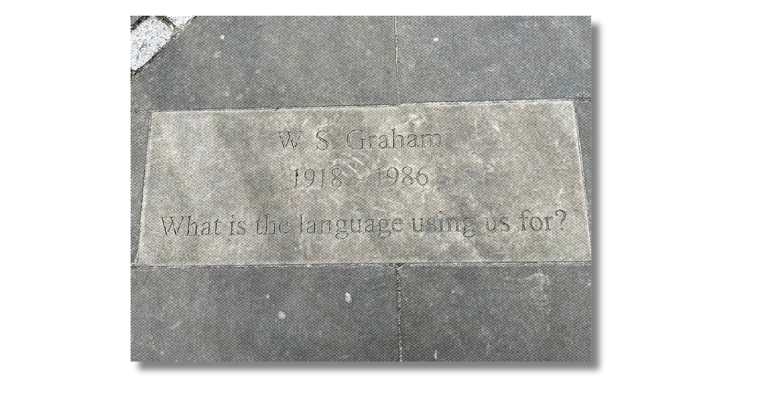 W S Graham
1918 - 1986
What is the language using us for?